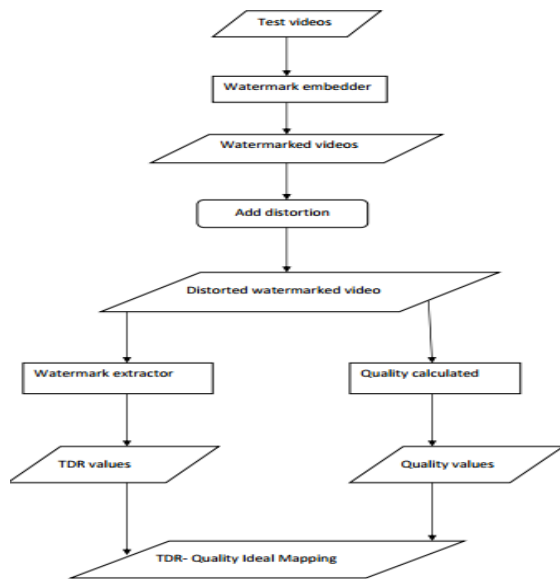 Test videos
Watermark embedder
Watermarked videos
Add distortion
Distorted watermarked video
Watermark extractor
Quality calculated
TDR values
Quality values
TDR- Quality Ideal Mapping